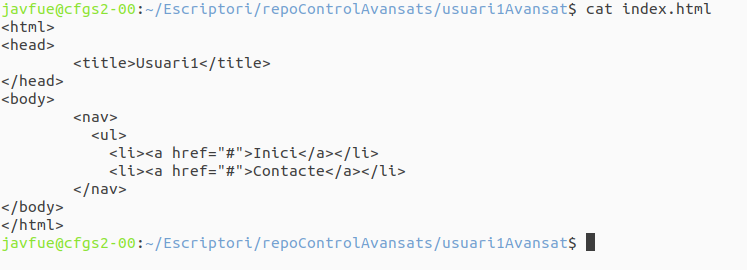 javfue@cfgs2-00:~/Escriptori/repoControlAvansats/usuari1Avansat$ cat index.html
<html>
<head>
        <title>Usuari1</title>
</head>
<body>
        <nav>
          <ul>
            <li><a href="#">Inici</a></li>
            <li><a href="#">Contacte</a></li>
        </nav>
</body>
</html>
javfue@cfgs2-00:~/Escriptori/repoControlAvansats/usuari1Avansat$